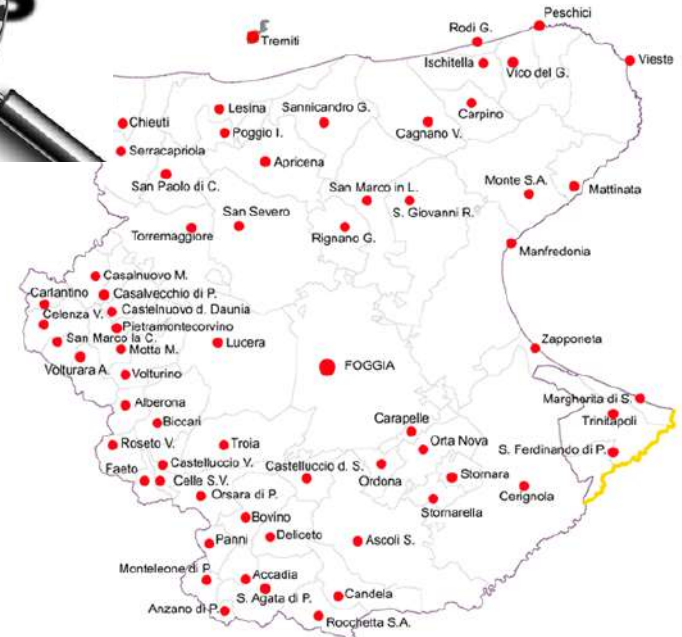 Peschici
Rodi G.
Tremiti
Ischitella
Vico del G.
Vieste
Lesina
Sannicandro G.
Carpino
Chieuti
Poggio I.
Cagnano V.
Serracapriola
Apricena
San Paolo di C.
San Marco in L.
Monte S.A.
Mattinata
San Severo
S. Giovanni R.
Torremaggiore
Rignano G.
Manfredonia
Casalnuovo M.
Carlantino
Casalvecchio di P.
Celenza V.
Castelnuovo d. Daunia
Pietramontecorvino
San Marco la C.
Motta M.
Lucera
Zapponeta
Volturara A.
Volturino
FOGGIA
Alberona
Margherita di S.
Trinitapoli
Biccari
Carapelle
Roseto V.
Troia
Orta Nova
S. Ferdinando di P.
Faeto
Castelluccio V.
Castelluccio d. S.
Celle S.V.
Ordona
Stornara
Orsara di P.
Cerignola
Stornarella
Bovino
Panni
Deliceto
Ascoli S.
Monteleone di P.
Accadia
S. Agata di P.
Candela
Anzano di P.
Rocchetta S.A.